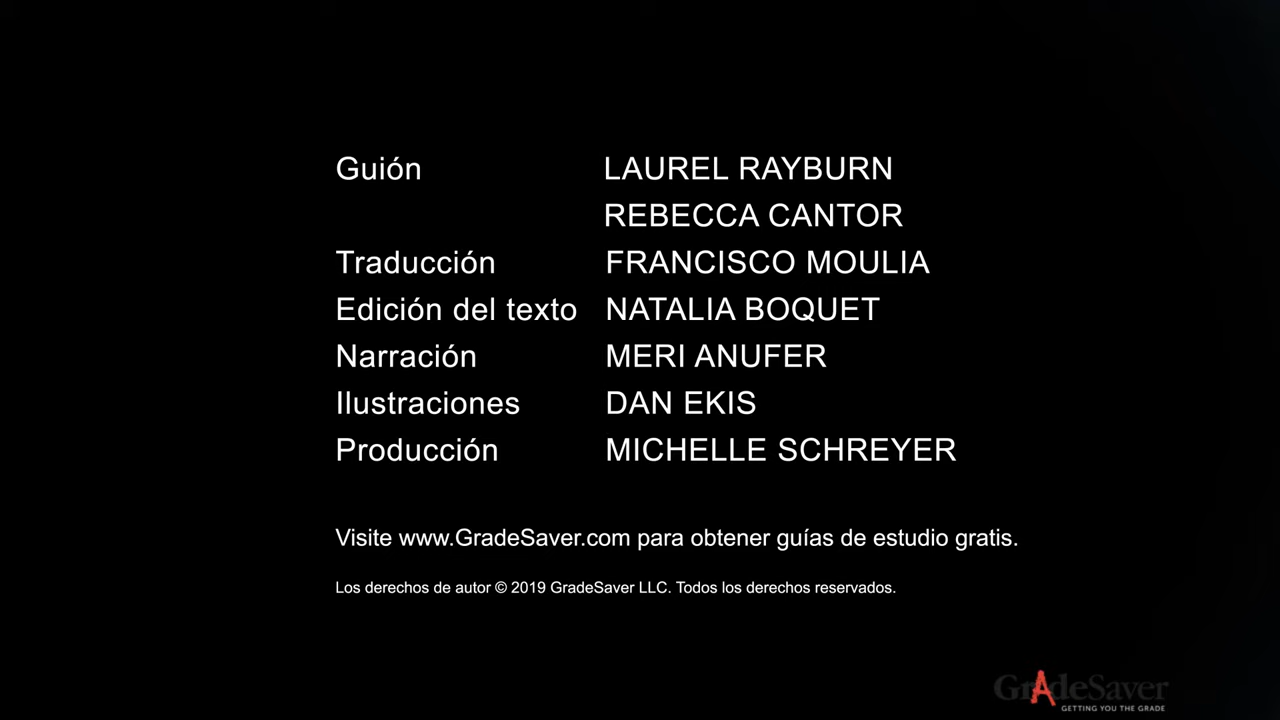 Guión LAUREL RAYBURN
REBECCA CANTOR
Traducción FRANCISCO MOULIA
Edición del texto NATALIA BOQUET
Narración MERI ANUFER
Ilustraciones DAN EKIS
Producción MICHELLE SCHREYER
Visite www.GradeSaver.com para obtener guías de estudio gratis.
Los derechos de autor © 2019 GradeSaver LLC. Todos los derechos reservados.
GrAdeSaver
GETTING YOU THE GRADE